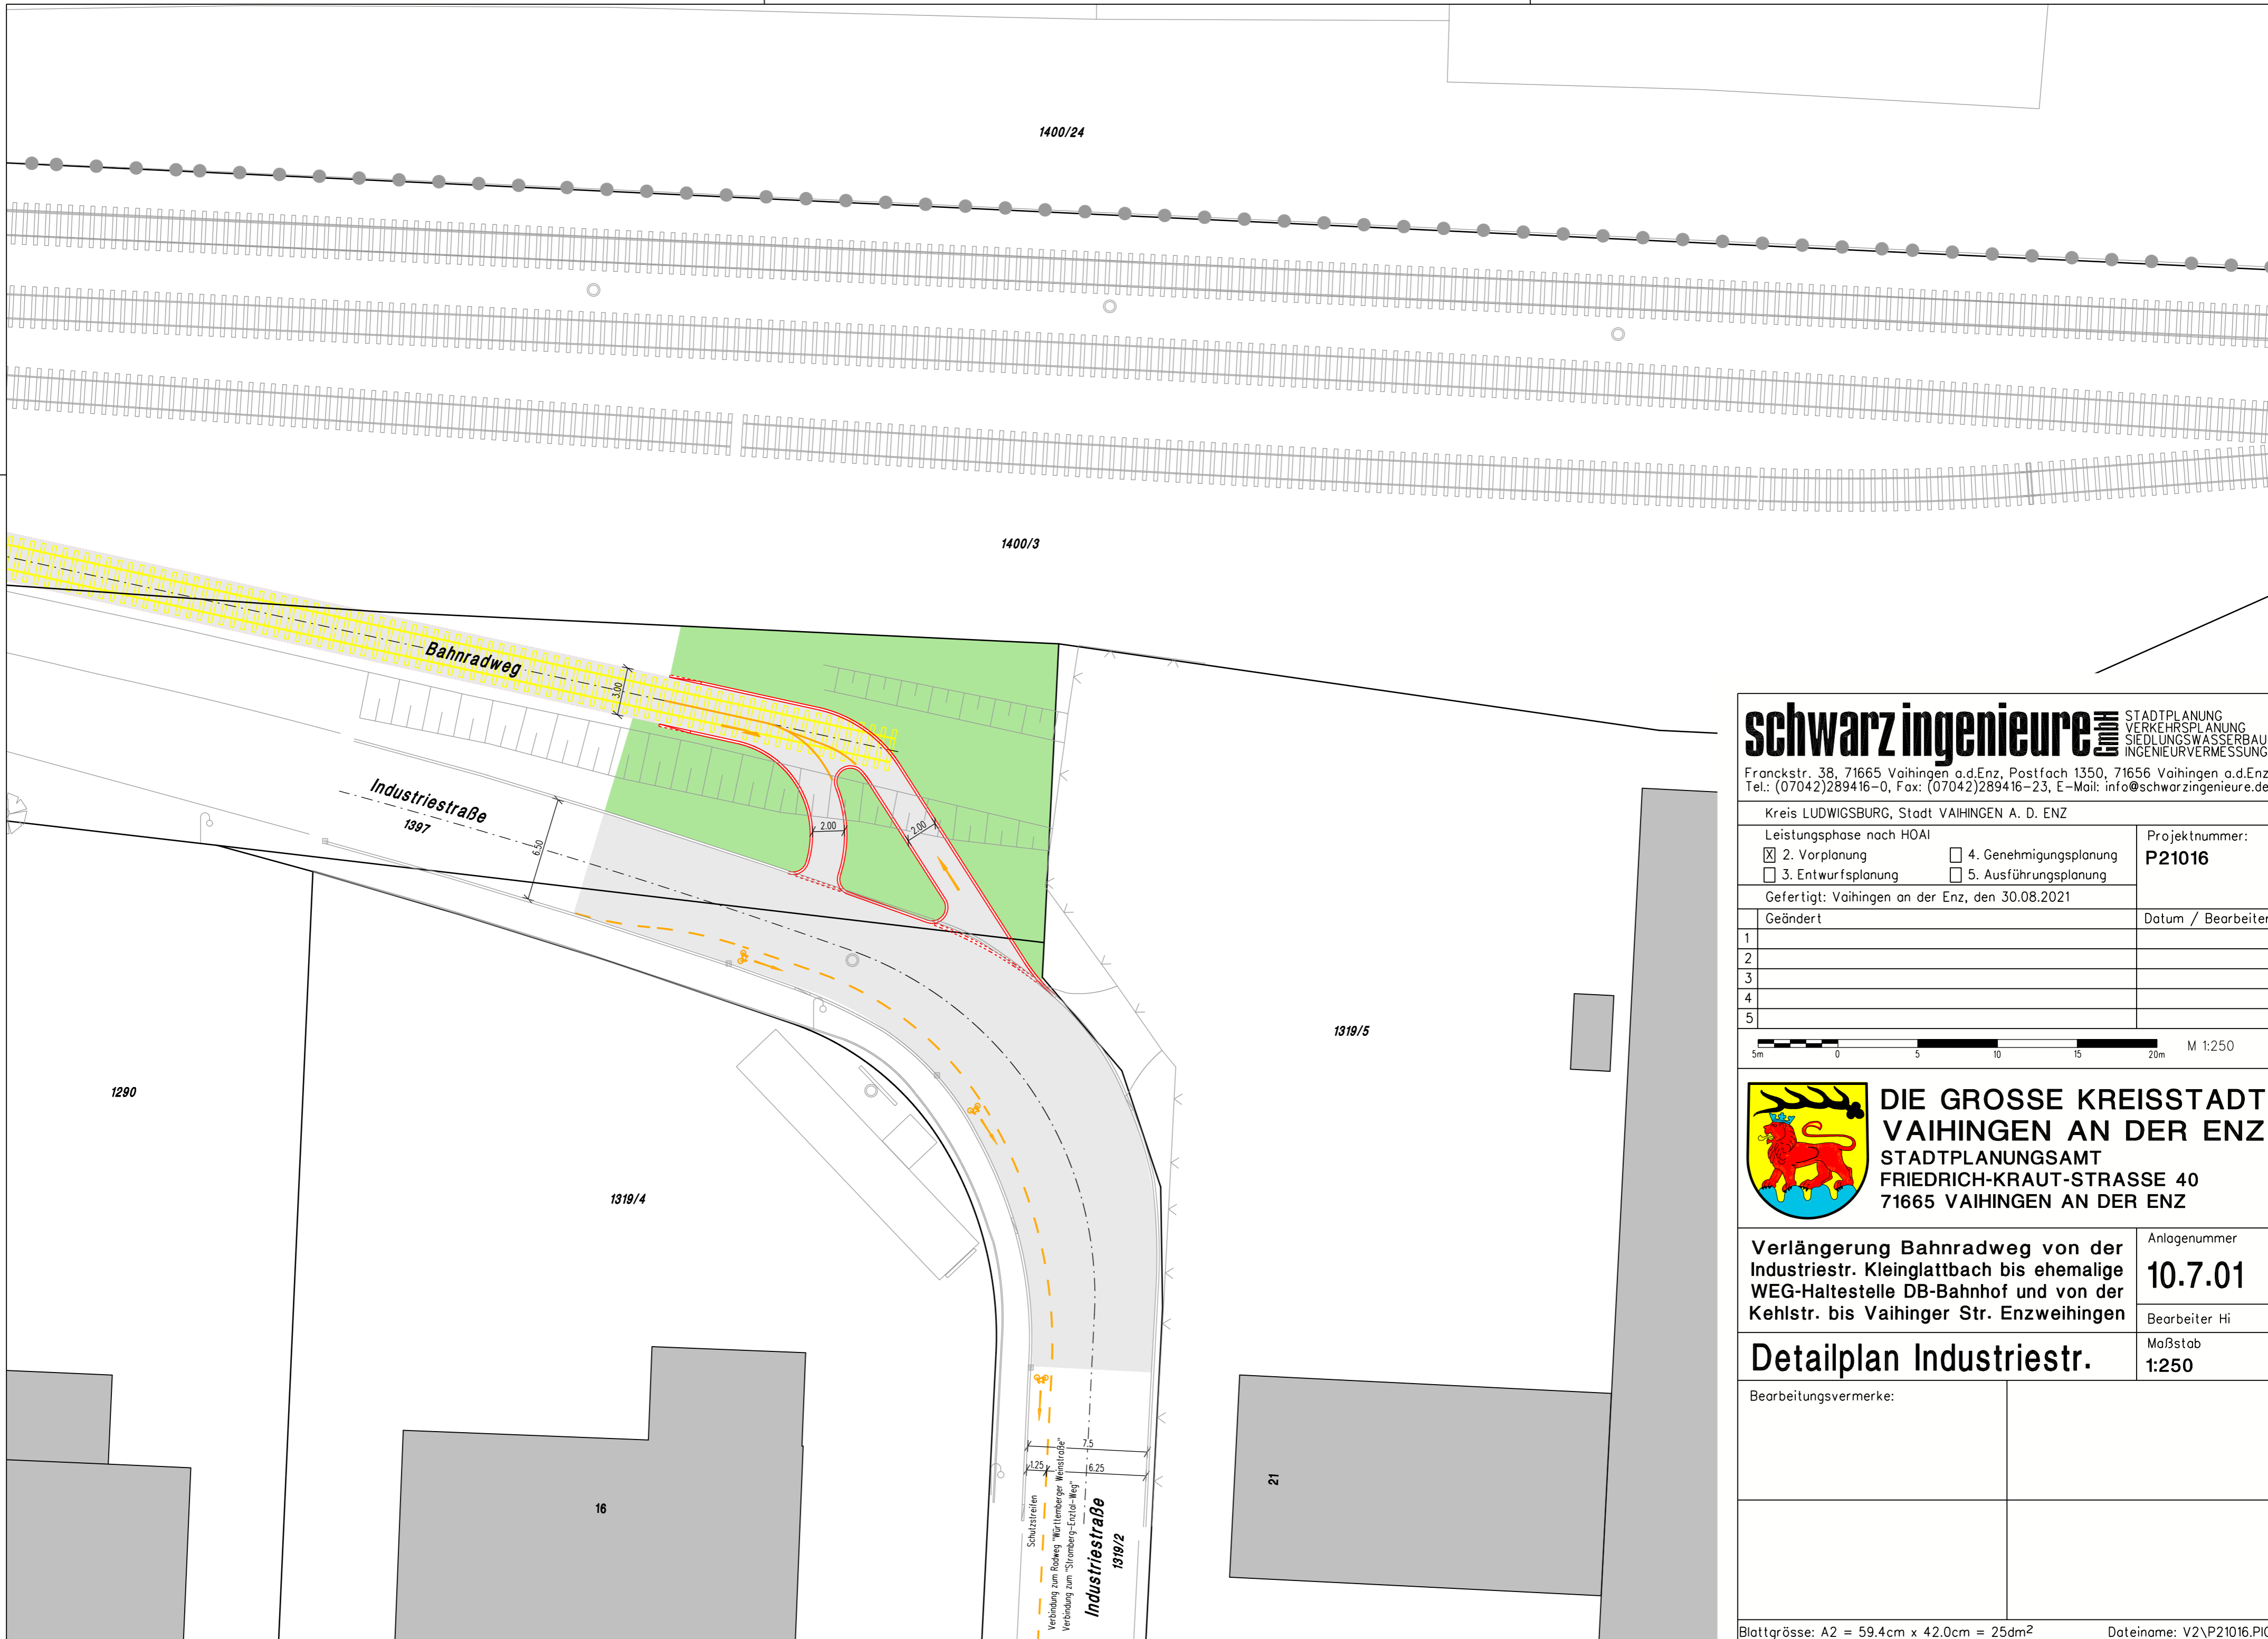 1400/24
1400/3
Bahnradweg
3.00
Industriestraße
1397
6.50
2.00
2.00
1290
1319/4
1319/5
16
21
7.5
1.25
6.25
Schutzstreifen
Verbindung zum Radweg "Württemberger Weinstraße"
Verbindung zum "Stromberg-Enztal-Weg"
Industriestraße
1319/2
schwarz ingenieure GmbH
STADTPLANUNG
VERKEHRSPLANUNG
SIEDLUNGSWASSERBAU
INGENIEURVERMESSUNG
Franckstr. 38, 71665 Vaihingen a.d.Enz, Postfach 1350, 71656 Vaihingen a.d.Enz
Tel.: (07042)289416-0, Fax: (07042)289416-23, E-Mail: info@schwarzingenieure.de
Kreis LUDWIGSBURG, Stadt VAIHINGEN A. D. ENZ
Leistungsphase nach HOAI
X 2. Vorplanung
4. Genehmigungsplanung
3. Entwurfsplanung
5. Ausführungsplanung
Projektnummer:
P21016
Gefertigt: Vaihingen an der Enz, den 30.08.2021
Geändert
Datum / Bearbeiter
1
2
3
4
5
5m 0 5 10 15 20m M 1:250
DIE GROSSE KREISSTADT
VAIHINGEN AN DER ENZ
STADTPLANUNGSAMT
FRIEDRICH-KRAUT-STRASSE 40
71665 VAIHINGEN AN DER ENZ
Verlängerung Bahnradweg von der
Industriestr. Kleinglattbach bis ehemalige
WEG-Haltestelle DB-Bahnhof und von der
Kehlstr. bis Vaihinger Str. Enzweihingen
Anlagenummer
10.7.01
Bearbeiter Hi
Detailplan Industriestr.
Maßstab
1:250
Bearbeitungsvermerke:
Blattgrösse: A2 = 59.4cm x 42.0cm = 25dm²
Dateiname: V2\P21016.PIC